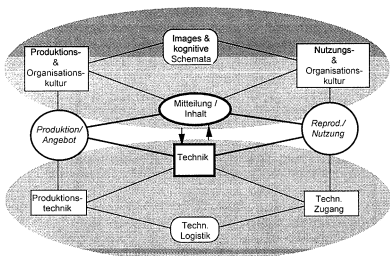 Images &
kognitive
Schemata
Produktions-
&
Organisations-
kultur
Nutzungs-
&
Organisations-
kultur
Mitteilung /
Inhalt
Produktion/
Angebot
Reprod./
Nutzung
Technik
Produktions-
technik
Techn.
Zugang
Techn.
Logistik